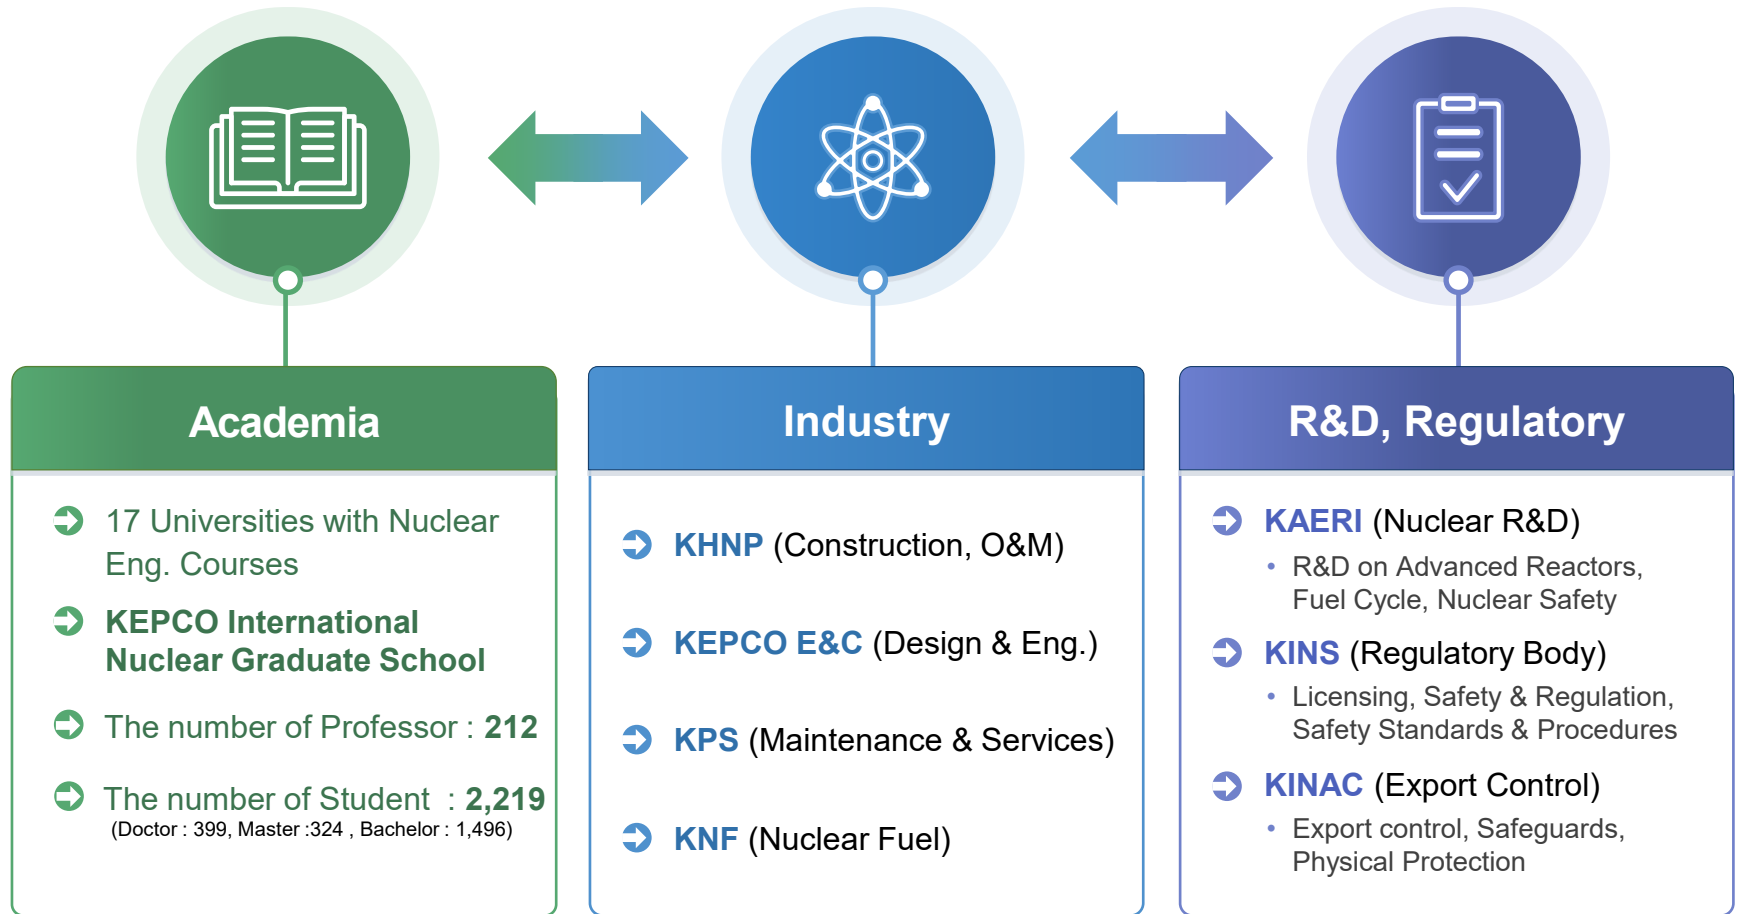 Academia
17 Universities with Nuclear
Eng. Courses
KEPCO International
Nuclear Graduate School
The number of Professor : 212
The number of Student : 2,219
(Doctor : 399, Master :324 , Bachelor : 1,496)
Industry
KHNP (Construction, O&M)
KEPCO E&C (Design & Eng.)
KPS (Maintenance & Services)
KNF (Nuclear Fuel)
R&D, Regulatory
KAERI (Nuclear R&D)
• R&D on Advanced Reactors,
Fuel Cycle, Nuclear Safety
KINS (Regulatory Body)
• Licensing, Safety & Regulation,
Safety Standards & Procedures
KINAC (Export Control)
• Export control, Safeguards,
Physical Protection